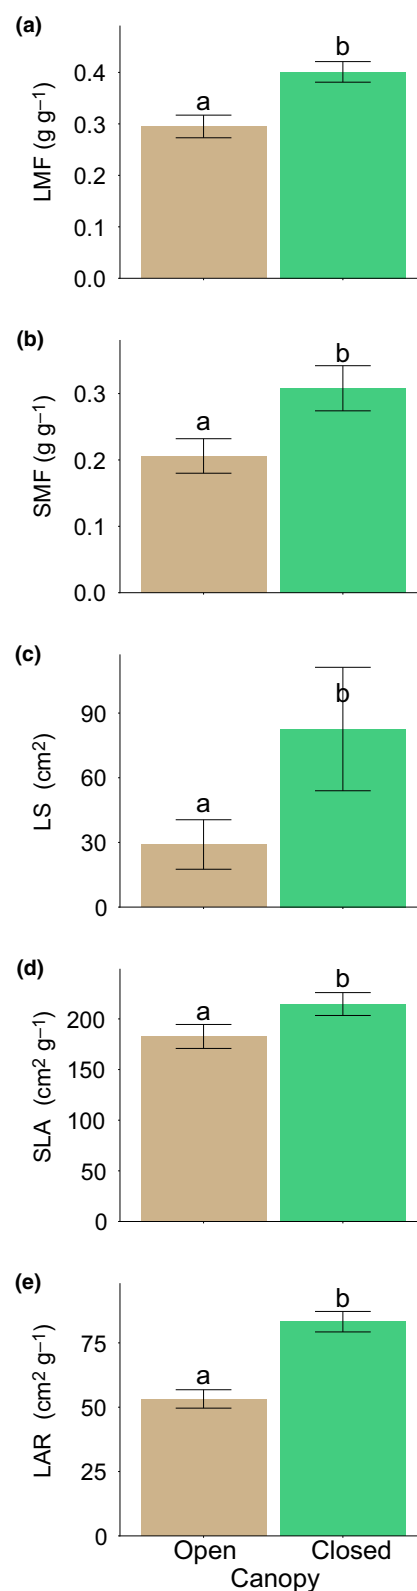 (a)
LMF (g g⁻¹)
0.4
0.3
0.2
0.1
0.0
a
b
(b)
SMF (g g⁻¹)
0.3
0.2
0.1
0.0
a
b
(c)
LS (cm²)
90
60
30
0
a
b
(d)
SLA (cm² g⁻¹)
200
150
100
50
0
a
b
(e)
LAR (cm² g⁻¹)
75
50
25
0
a
b
Open Closed
Canopy